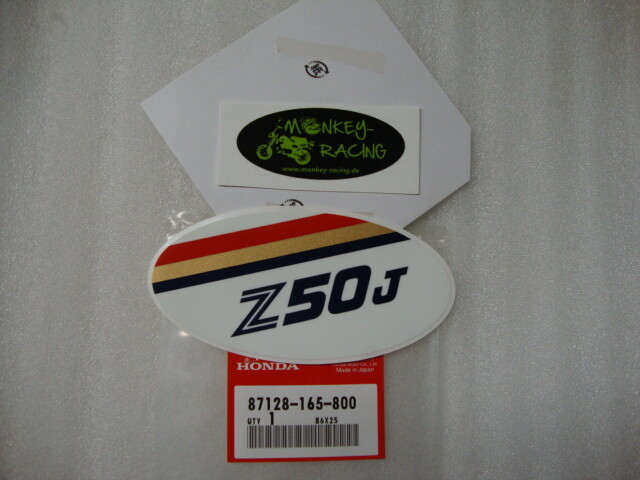 MONKEY-
RACING
www.monkey-racing.de
Z50J
HONDA
Made in Japan
87128-165-800
QTY 1 B6X25